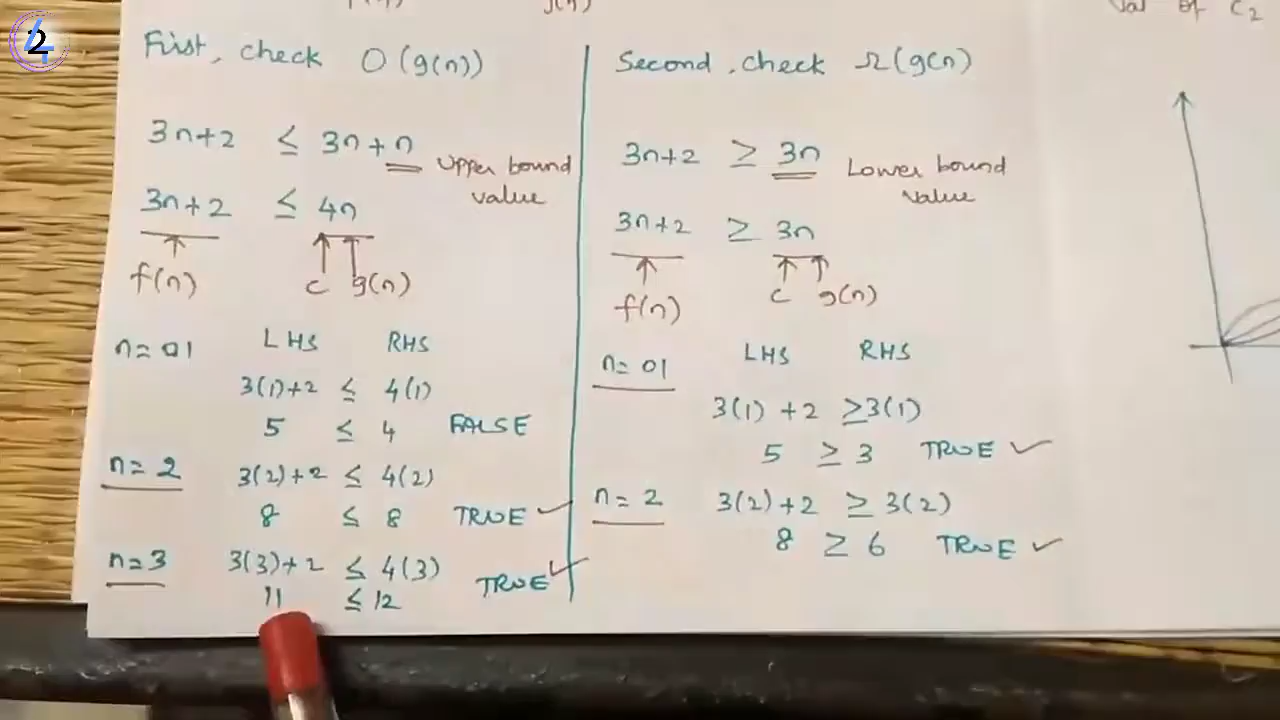 g(n)
val of C2
First, check O(g(n))
3n+2 ≤ 3n+n Upper bound
value
3n+2 ≤ 4n
f(n) c g(n)
n=01 LHS RHS
3(1)+2 ≤ 4(1)
5 ≤ 4 FALSE
n=2 3(2)+2 ≤ 4(2)
8 ≤ 8 TRUE ✓
n=3 3(3)+2 ≤ 4(3)
11 ≤ 12 TRUE ✓
Second, check Ω(g(n)
3n+2 ≥ 3n Lower bound
value
3n+2 ≥ 3n
f(n) c g(n)
n=01 LHS RHS
3(1)+2 ≥3(1)
5 ≥ 3 TRUE ✓
n=2 3(2)+2 ≥ 3(2)
8 ≥ 6 TRUE ✓